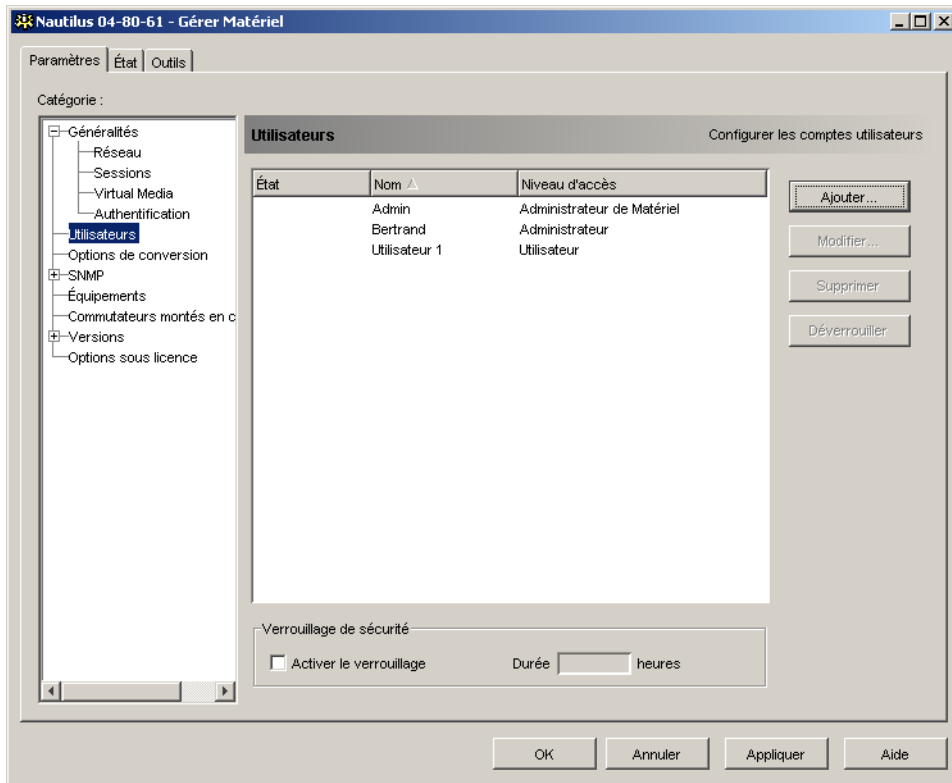 Nautilus 04-80-61 - Gérer Matériel
Paramètres État Outils
Catégorie :
Généralités
Réseau
Sessions
Virtual Media
Authentification
Utilisateurs
Options de conversion
SNMP
Équipements
Commutateurs montés en c
Versions
Options sous licence
Utilisateurs Configurer les comptes utilisateurs
État Nom Niveau d'accès
Admin Administrateur de Matériel
Bertrand Administrateur
Utilisateur 1 Utilisateur
Ajouter...
Modifier...
Supprimer
Déverrouiller
Verrouillage de sécurité
Activer le verrouillage Durée heures
OK Annuler Appliquer Aide